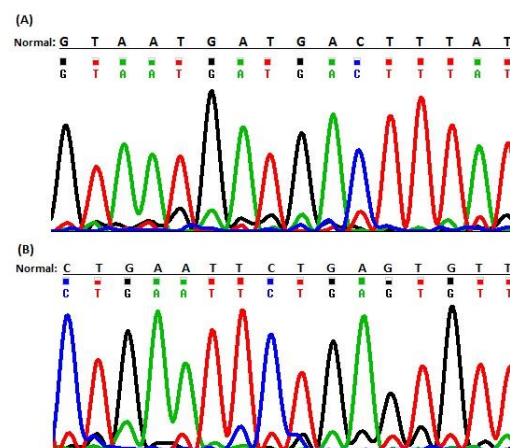 (A)
Normal: G T A A T G A T G A C T T T A T
G T A A T G A T G A C T T T A T
(B)
Normal: C T G A A T T C T G A G T G T T
C T G A A T T C T G A G T G T T